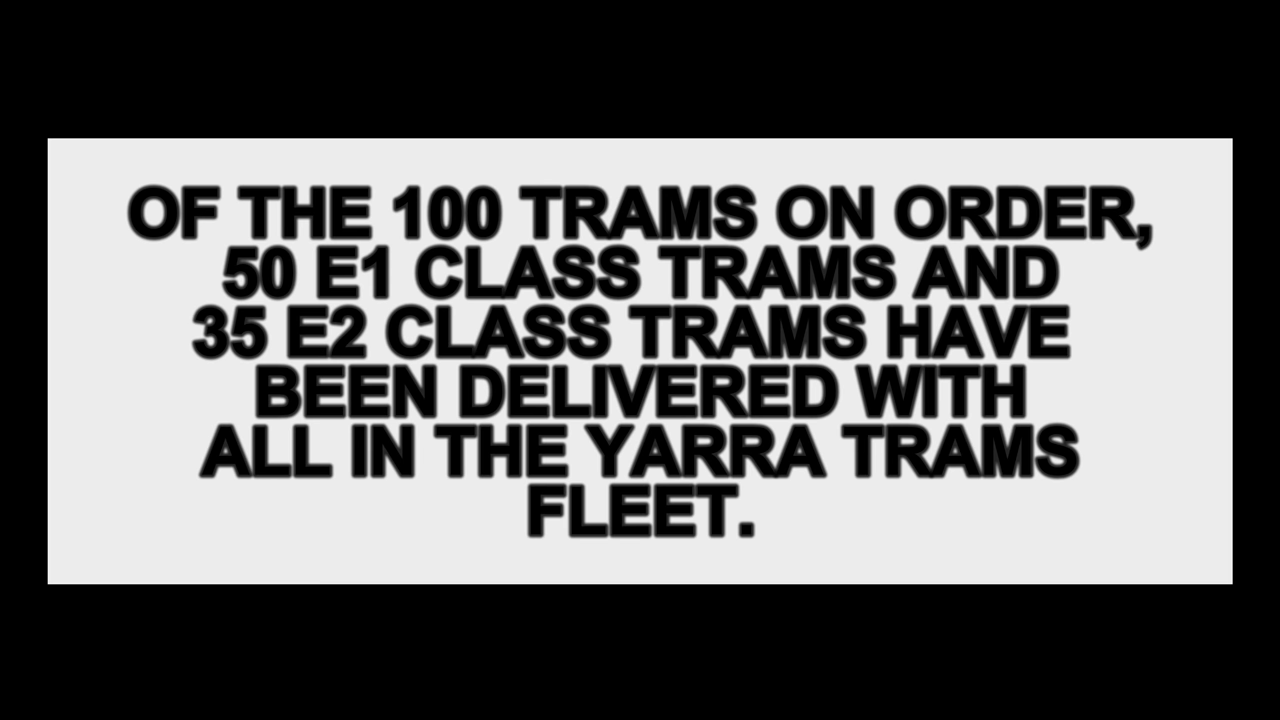 OF THE 100 TRAMS ON ORDER,
50 E1 CLASS TRAMS AND
35 E2 CLASS TRAMS HAVE
BEEN DELIVERED WITH
ALL IN THE YARRA TRAMS
FLEET.